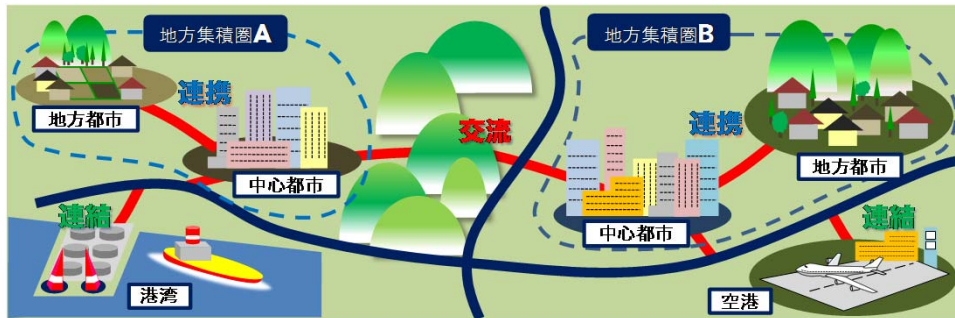 地方集積圏A
地方集積圏B
連携
地方都市
中心都市
交流
連携
地方都市
中心都市
連結
港湾
連結
空港